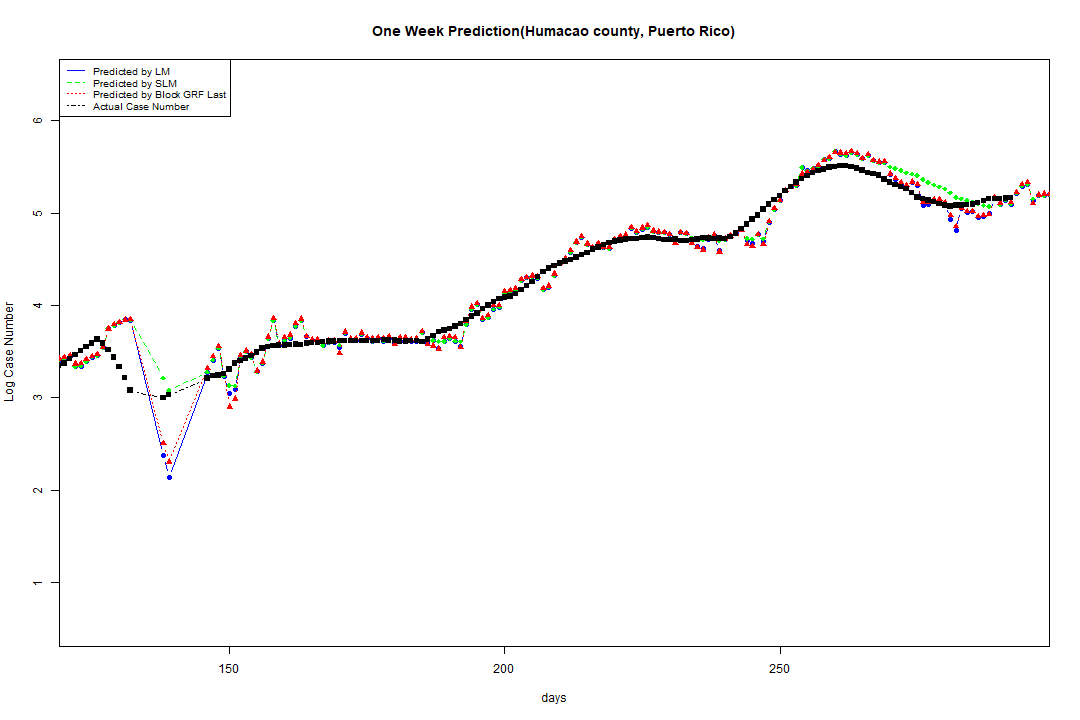 One Week Prediction(Humacao county, Puerto Rico)
Predicted by LM
Predicted by SLM
Predicted by Block GRF Last
Actual Case Number
6
5
4
3
2
1
Log Case Number
150 200 250
days